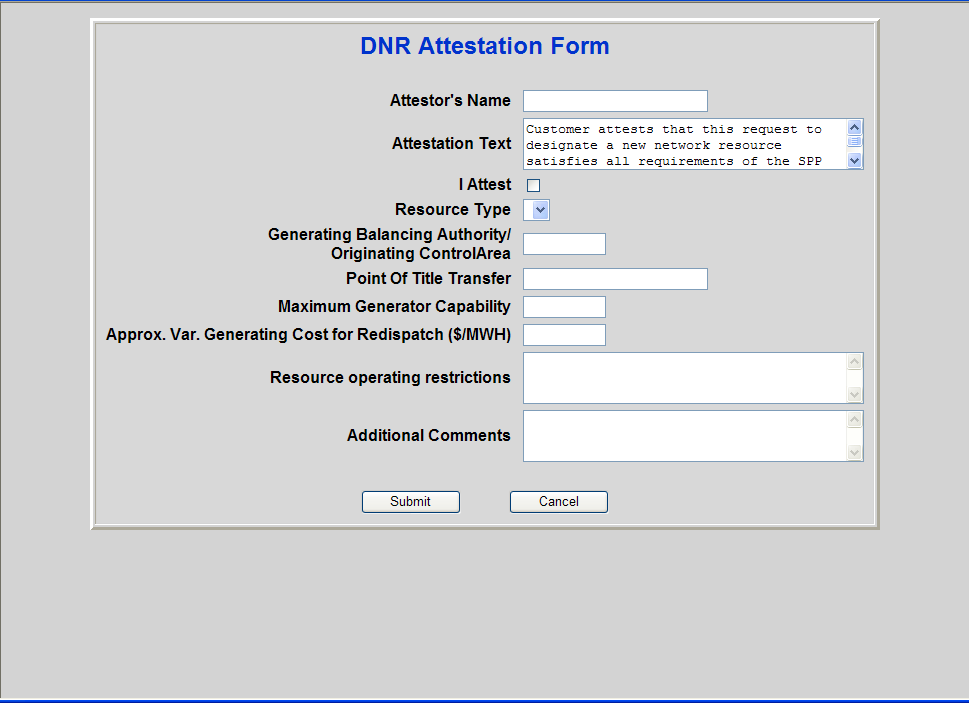 DNR Attestation Form
Attestor's Name
Attestation Text
Customer attests that this request to
designate a new network resource
satisfies all requirements of the SPP
I Attest
Resource Type
Generating Balancing Authority/
Originating ControlArea
Point Of Title Transfer
Maximum Generator Capability
Approx. Var. Generating Cost for Redispatch ($/MWH)
Resource operating restrictions
Additional Comments
Submit
Cancel